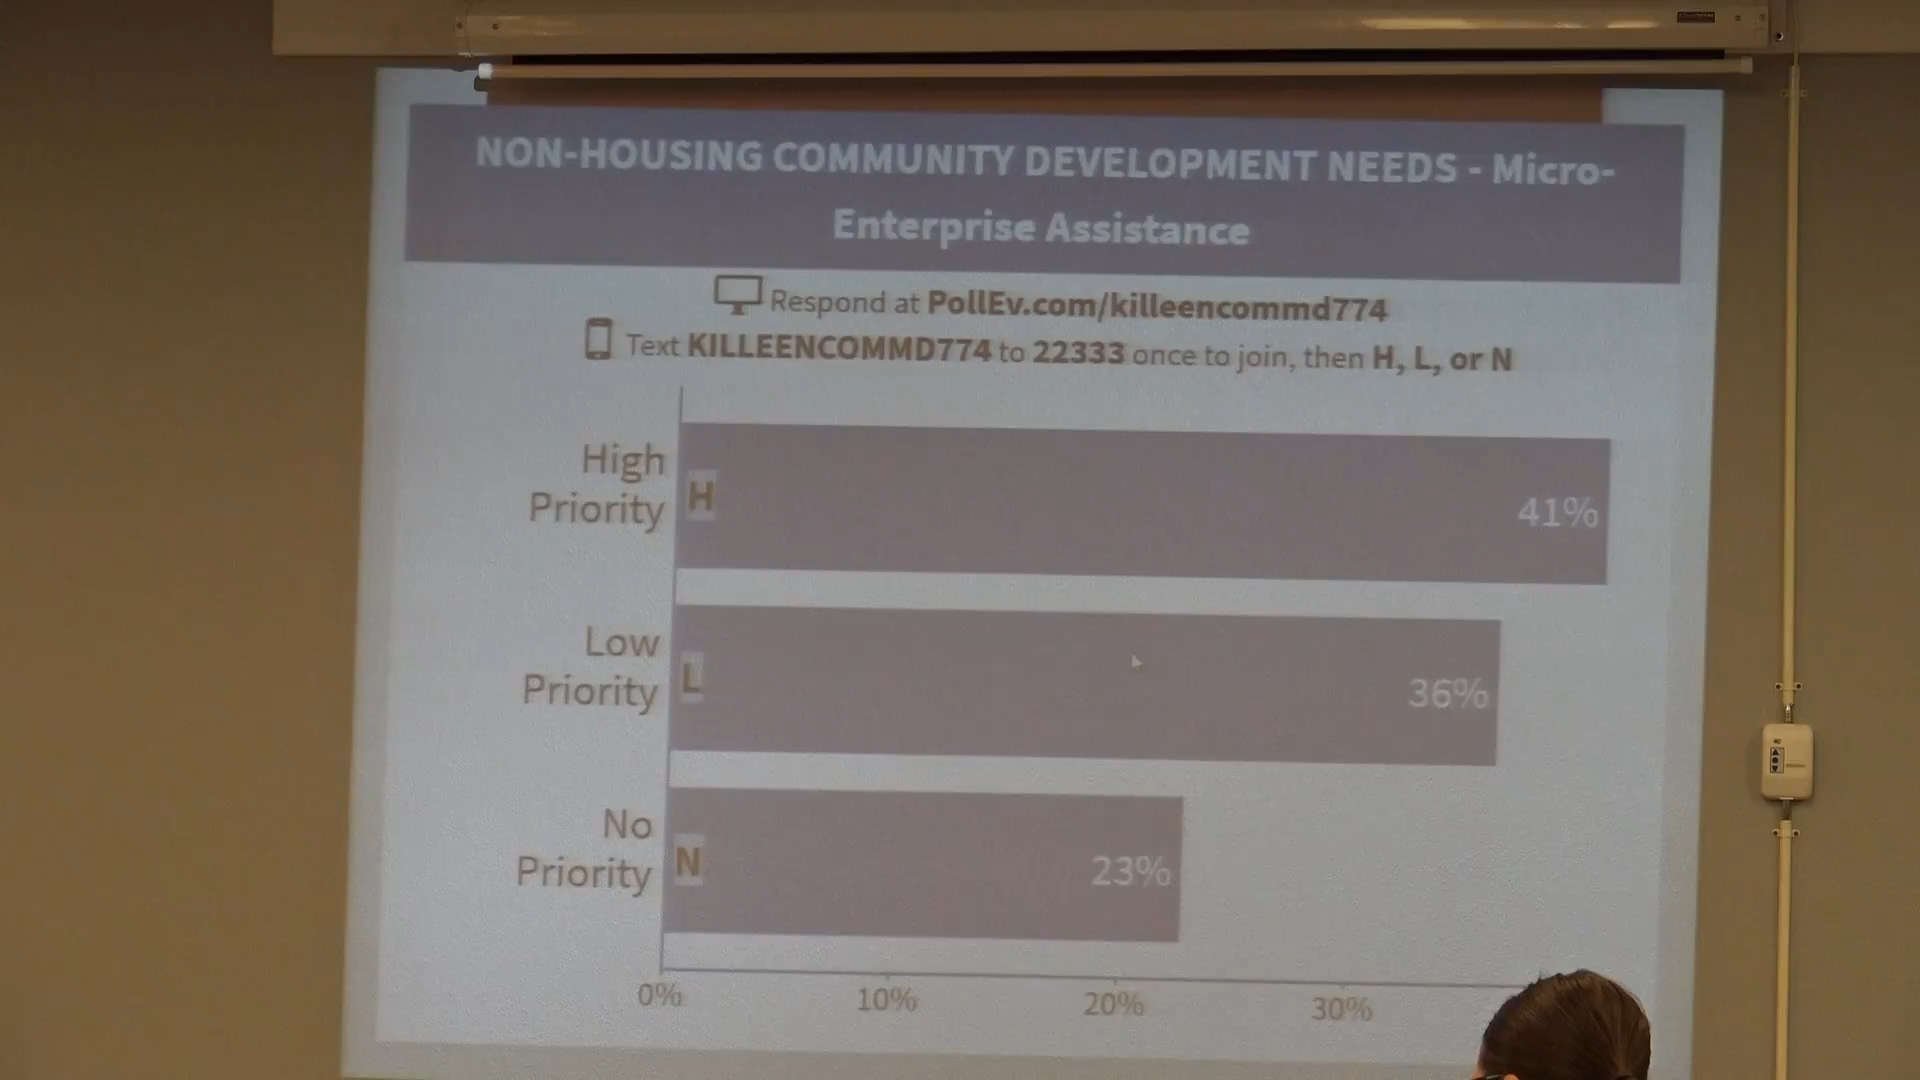 NON-HOUSING COMMUNITY DEVELOPMENT NEEDS - Micro-
Enterprise Assistance
Respond at PollEv.com/killeencommd774
Text KILLEENCOMMD774 to 22333 once to join, then H, L, or N
High
Priority
H
41%
Low
Priority
L
36%
No
Priority
N
23%
0%
10%
20%
30%